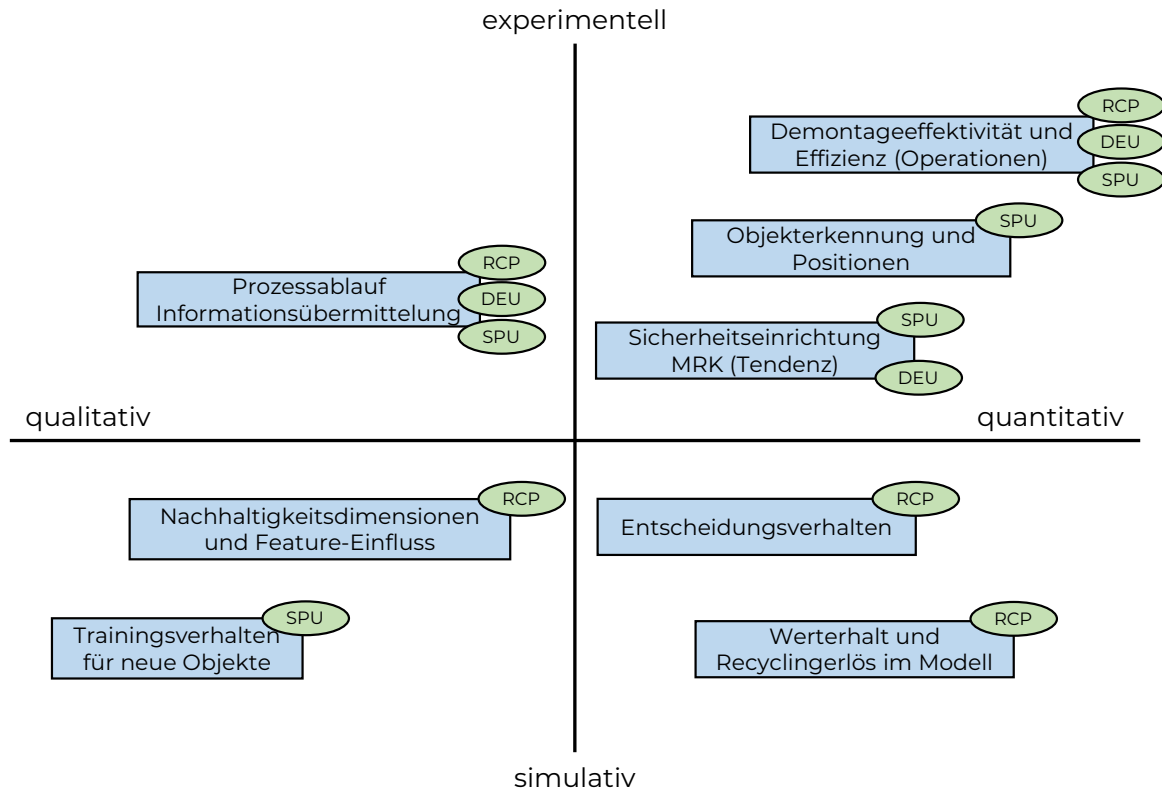 experimentell
RCP
Demontageeffektivität und
Effizienz (Operationen)
DEU
SPU
SPU
Objekterkennung und
Positionen
RCP
Prozessablauf
Informationsübermittelung
DEU
SPU
SPU
Sicherheitseinrichtung
MRK (Tendenz)
DEU
qualitativ
quantitativ
RCP
Nachhaltigkeitsdimensionen
und Feature-Einfluss
RCP
Entscheidungsverhalten
SPU
Trainingsverhalten
für neue Objekte
RCP
Werterhalt und
Recyclingerlös im Modell
simulativ